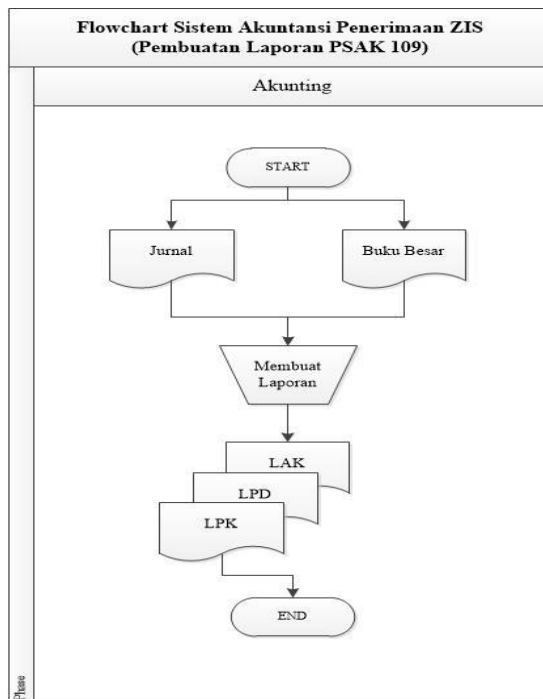 Flowchart Sistem Akuntansi Penerimaan ZIS
(Pembuatan Laporan PSAK 109)
Akunting
START
Jurnal
Buku Besar
Membuat
Laporan
LAK
LPD
LPK
END
Phase